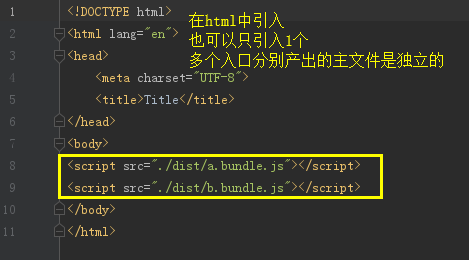 1 <!DOCTYPE html>
在html中引入
2 <html lang="en">
也可以只引入1个
3 <head>
多个入口分别产出的主文件是独立的
4 <meta charset="UTF-8">
5 <title>Title</title>
6 </head>
7 <body>
8 <script src="./dist/a.bundle.js"></script>
9 <script src="./dist/b.bundle.js"></script>
10 </body>
11 </html>